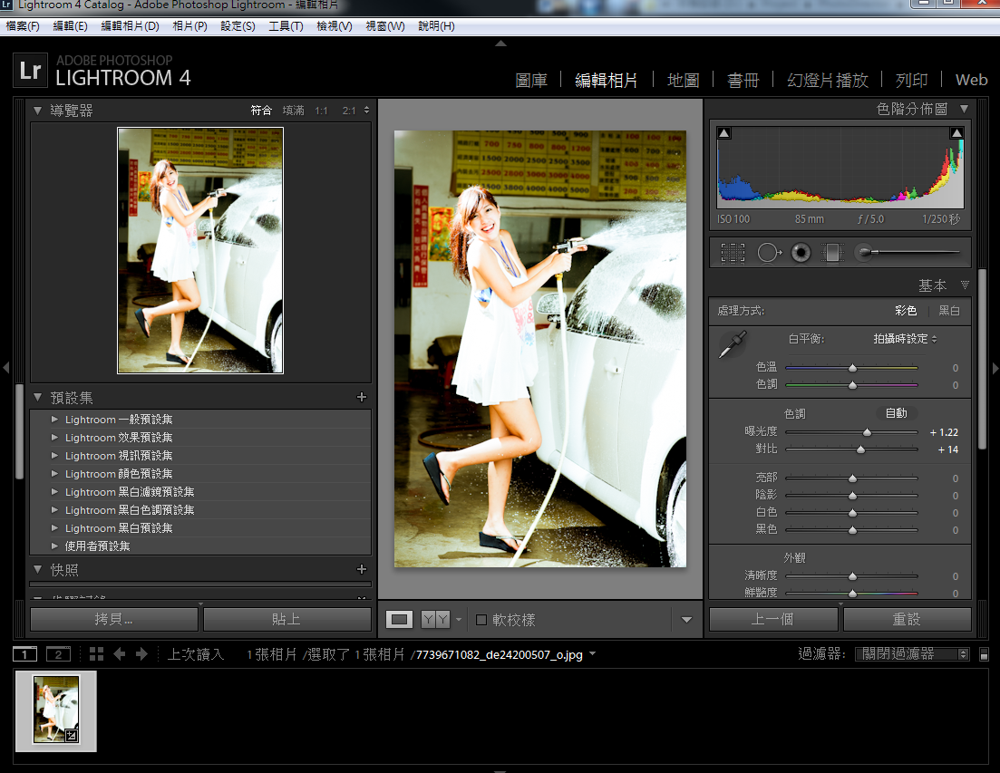 Lightroom 4 Catalog - Adobe Photoshop Lightroom - 編輯相片
檔案(F) 編輯(E) 編輯相片(D) 相片(P) 設定(S) 工具(T) 檢視(V) 視窗(W) 說明(H)
Lr ADOBE PHOTOSHOP
LIGHTROOM 4
圖庫 編輯相片 地圖 書冊 幻燈片播放 列印 Web
導覽器 符合 填滿 1:1 2:1
預設集
Lightroom 一般預設集
Lightroom 效果預設集
Lightroom 視訊預設集
Lightroom 顏色預設集
Lightroom 黑白濾鏡預設集
Lightroom 黑白色調預設集
Lightroom 黑白預設集
使用者預設集
快照
拷貝... 貼上
700 750 800 1200
1500 2000 2500 3000
YY 軟校樣
色階分佈圖
ISO 100 85 mm ƒ / 5.0 1/250 秒
基本
處理方式: 彩色 黑白
白平衡: 拍攝時設定
色溫 0
色調 0
色調 自動
曝光度 + 1.22
對比 + 14
亮部 0
陰影 0
白色 0
黑色 0
外觀
清晰度 0
鮮豔度 0
上一個 重設
1 2 上次讀入 1 張相片 /選取了 1 張相片 /7739671082_de24200507_o.jpg 過濾器: 關閉過濾器